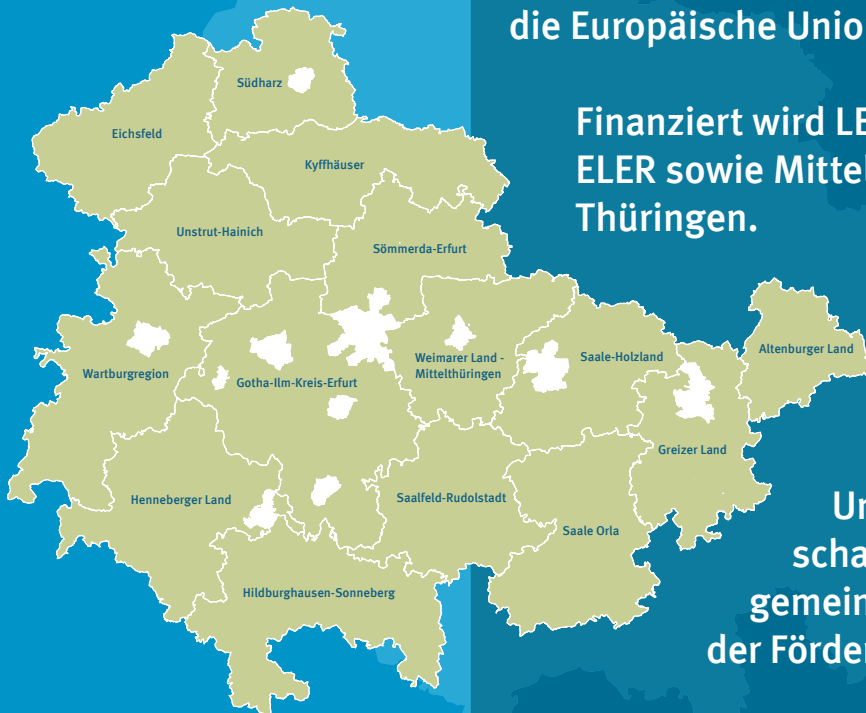 die Europäische Unio
Finanziert wird LE
ELER sowie Mittel
Thüringen.
Südharz
Eichsfeld
Kyffhäuser
Unstrut-Hainich
Sömmerda-Erfurt
Weimarer Land -
Mittelthüringen
Saale-Holzland
Altenburger Land
Wartburgregion
Gotha-Ilm-Kreis-Erfurt
Greizer Land
Henneberger Land
Saalfeld-Rudolstadt
Saale Orla
Hildburghausen-Sonneberg
Un
scha
gemein
der Förder